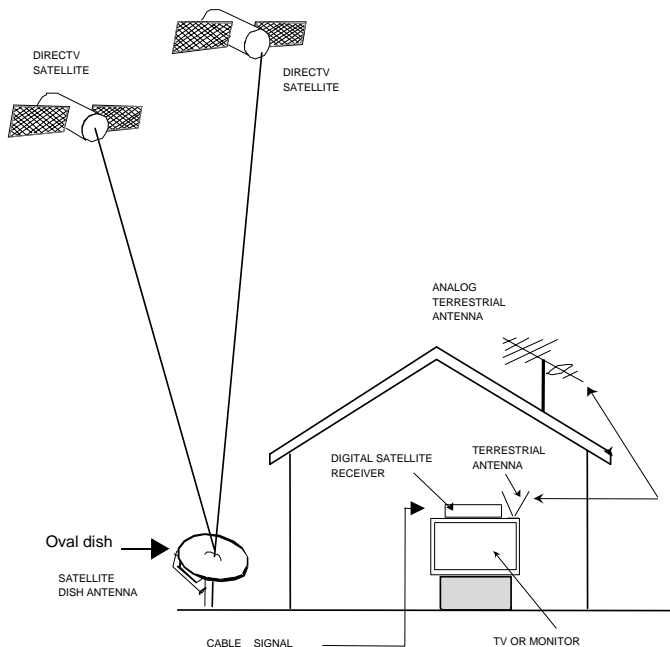 DIRECTV
SATELLITE
DIRECTV
SATELLITE
ANALOG
TERRESTRIAL
ANTENNA
DIGITAL SATELLITE
RECEIVER
TERRESTRIAL
ANTENNA
Oval dish
SATELLITE
DISH ANTENNA
CABLE SIGNAL
TV OR MONITOR